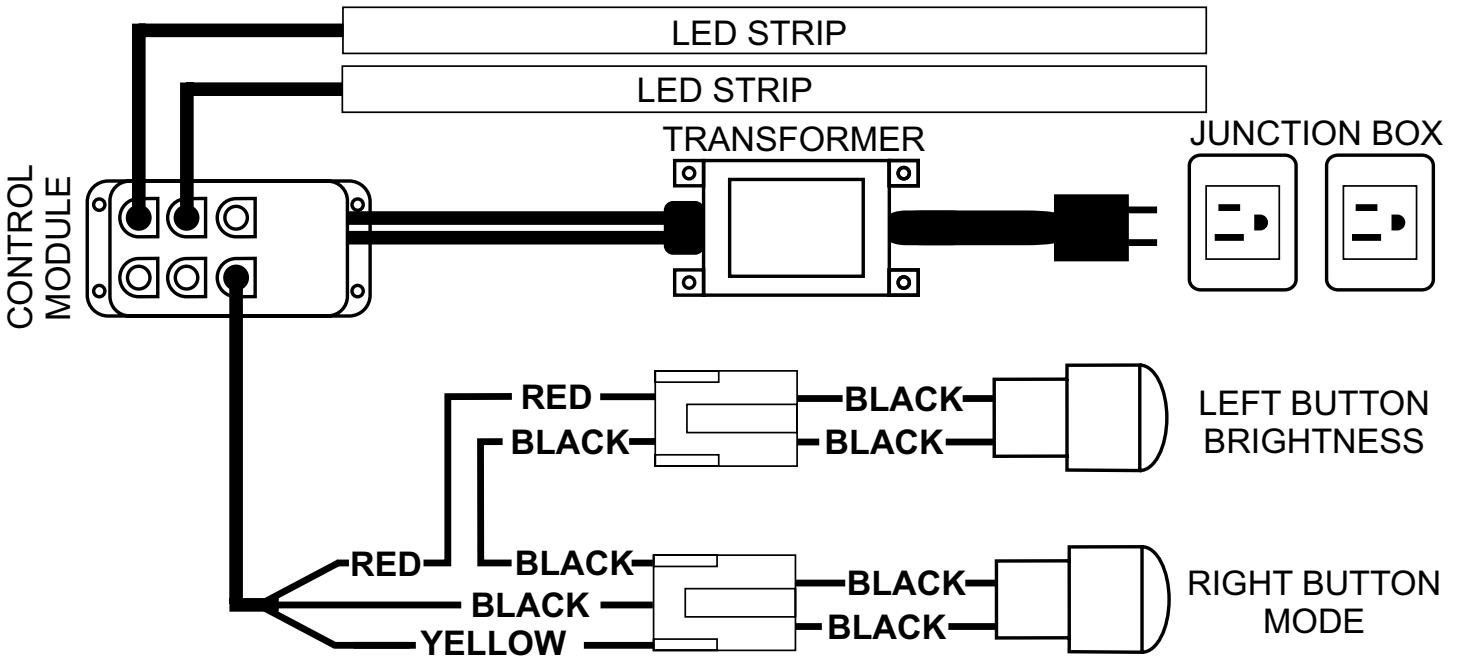 LED STRIP
LED STRIP
TRANSFORMER
JUNCTION BOX
CONTROL
MODULE
RED
BLACK
BLACK
BLACK
LEFT BUTTON
BRIGHTNESS
RED
BLACK
BLACK
YELLOW
BLACK
BLACK
RIGHT BUTTON
MODE